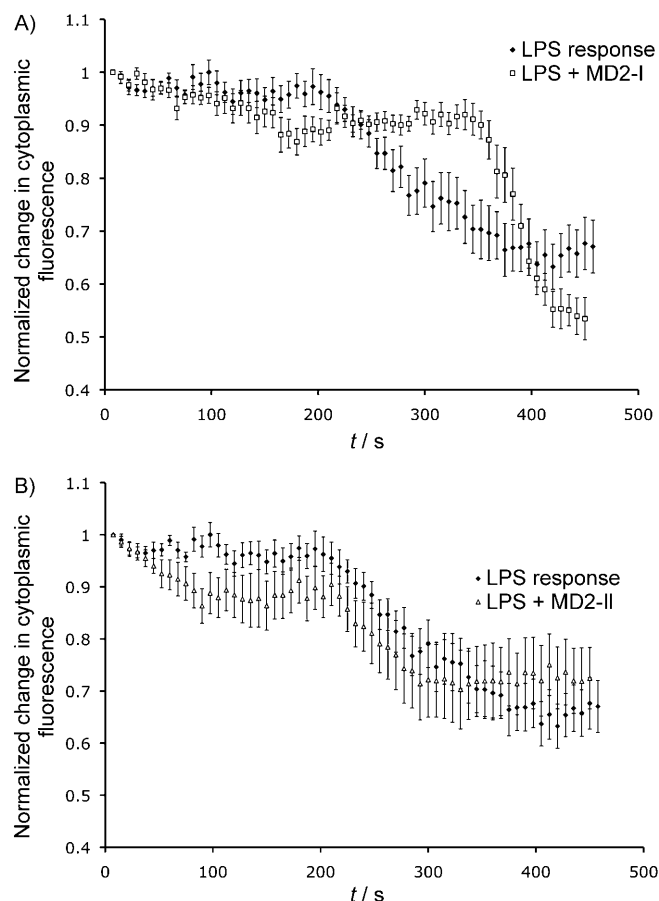 A)
1.1
LPS response
LPS + MD2-I
1
0.9
0.8
0.7
0.6
0.5
0.4
Normalized change in cytoplasmic
fluorescence
0
100
200
300
400
500
t / s
B)
1.1
1
LPS response
LPS + MD2-II
0.9
0.8
0.7
0.6
0.5
0.4
Normalized change in cytoplasmic
fluorescence
0
100
200
300
400
500
t / s